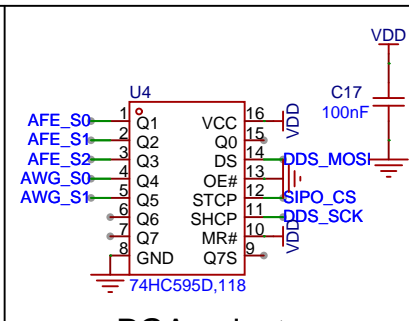 VDD
C17
100nF
U4
AFE_S0 1 Q1 VCC 16 VDD
AFE_S1 2 Q2 Q0 15
AFE_S2 3 Q3 DS 14 DDS_MOSI
AWG_S0 4 Q4 OE# 13
AWG_S1 5 Q5 STCP 12 SIPO_CS
6 Q6 SHCP 11 DDS_SCK
7 Q7 MR# 10 VDD
8 GND Q7S 9
74HC595D,118